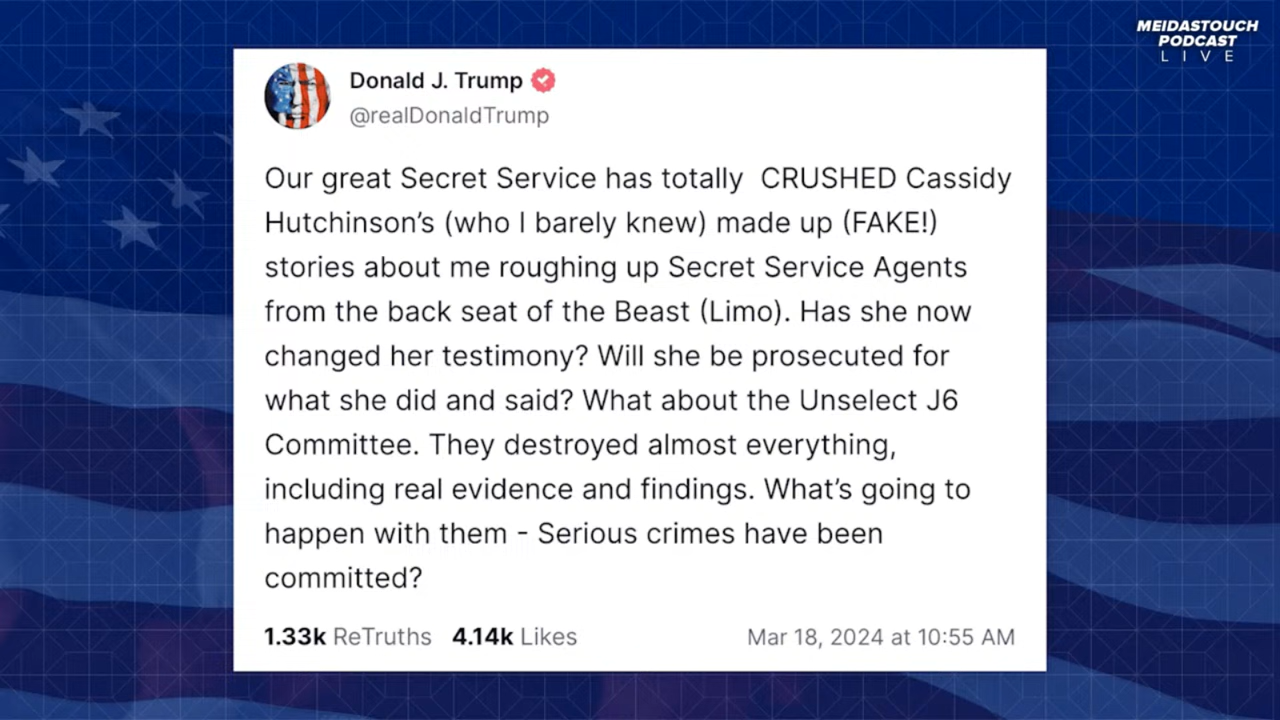 MEIDASTOUCH
PODCAST
LIVE
Donald J. Trump
@realDonaldTrump
Our great Secret Service has totally  CRUSHED Cassidy
Hutchinson’s (who I barely knew) made up (FAKE!)
stories about me roughing up Secret Service Agents
from the back seat of the Beast (Limo). Has she now
changed her testimony? Will she be prosecuted for
what she did and said? What about the Unselect J6
Committee. They destroyed almost everything,
including real evidence and findings. What’s going to
happen with them - Serious crimes have been
committed?
1.33k ReTruths 4.14k Likes Mar 18, 2024 at 10:55 AM